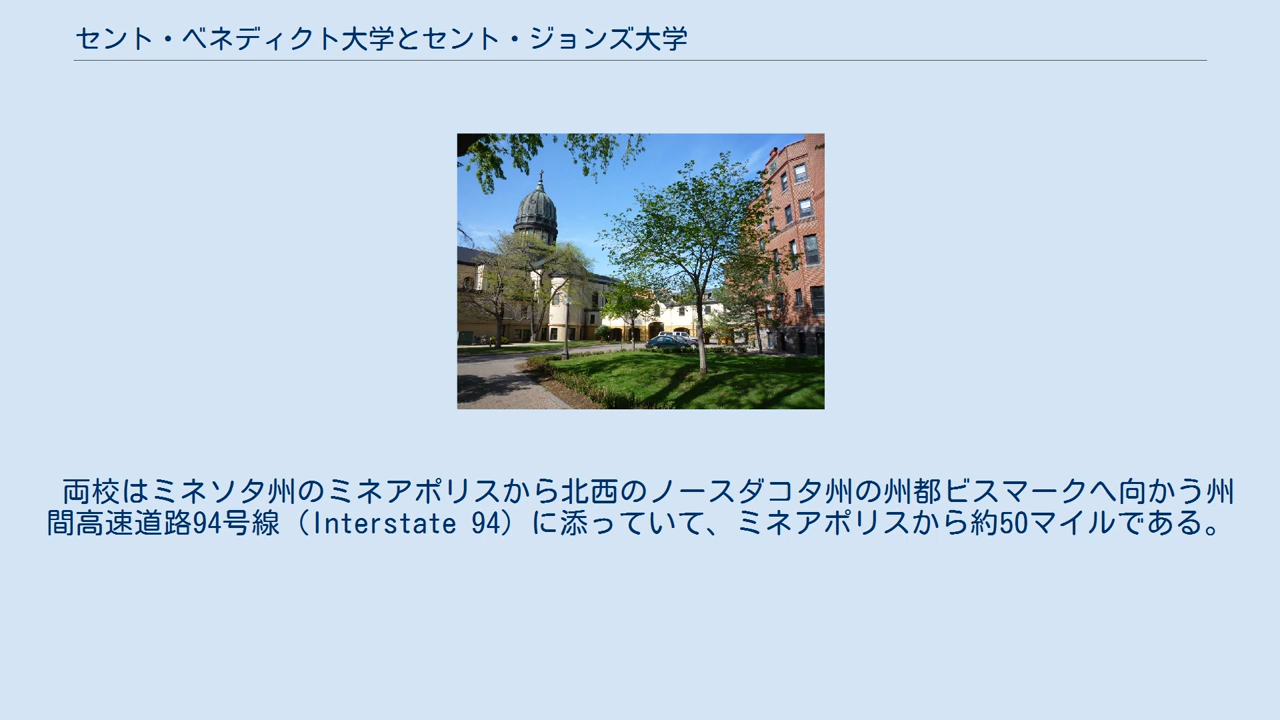 セント・ベネディクト大学とセント・ジョンズ大学
両校はミネソタ州のミネアポリスから北西のノースダコタ州の州都ビスマークへ向かう州
間高速道路94号線（Interstate 94）に添っていて、ミネアポリスから約50マイルである。